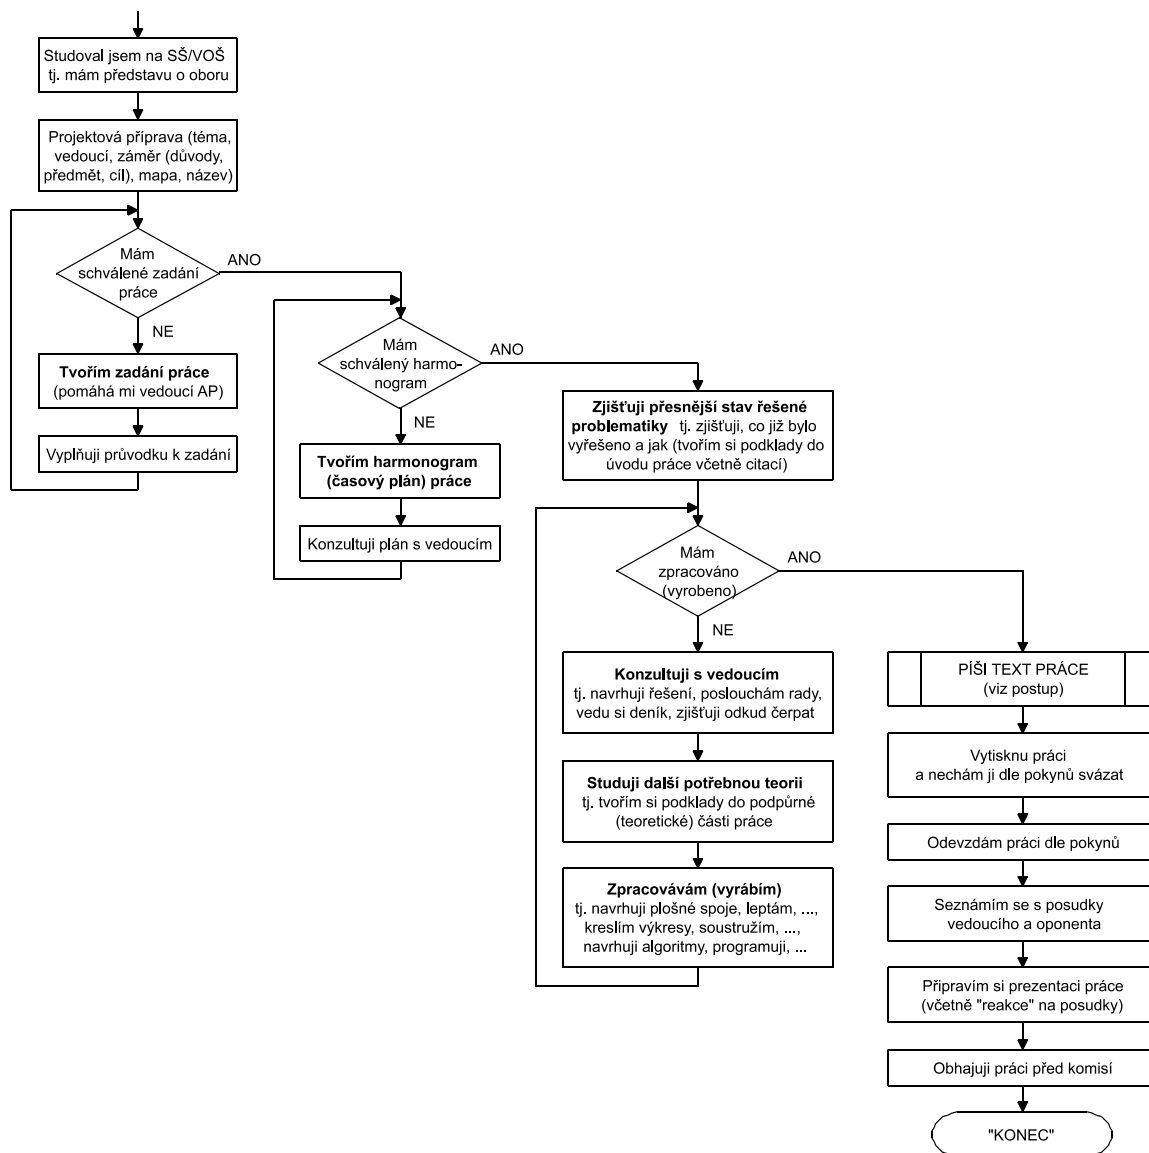 Studoval jsem na SŠ/VOŠ
tj. mám představu o oboru
Projektová příprava (téma,
vedoucí, záměr (důvody,
předmět, cíl), mapa, název)
Mám
schválené zadání
práce
ANO
NE
Tvořím zadání práce
(pomáhá mi vedoucí AP)
Vyplňuji průvodku k zadání
Mám
schválený harmo-
nogram
ANO
NE
Tvořím harmonogram
(časový plán) práce
Konzultuji plán s vedoucím
Zjišťuji přesnější stav řešené
problematiky tj. zjišťuji, co již bylo
vyřešeno a jak (tvořím si podklady do
úvodu práce včetně citací)
Mám
zpracováno
(vyrobeno)
ANO
NE
Konzultuji s vedoucím
tj. navrhuji řešení, poslouchám rady,
vedu si deník, zjišťuji odkud čerpat
Studuji další potřebnou teorii
tj. tvořím si podklady do podpůrné
(teoretické) části práce
Zpracovávám (vyrábím)
tj. navrhuji plošné spoje, leptám, ...,
kreslím výkresy, soustružím, ...,
navrhuji algoritmy, programuji, ...
PÍŠI TEXT PRÁCE
(viz postup)
Vytisknu práci
a nechám ji dle pokynů svázat
Odevzdám práci dle pokynů
Seznámím se s posudky
vedoucího a oponenta
Připravím si prezentaci práce
(včetně "reakce" na posudky)
Obhajuji práci před komisí
"KONEC"